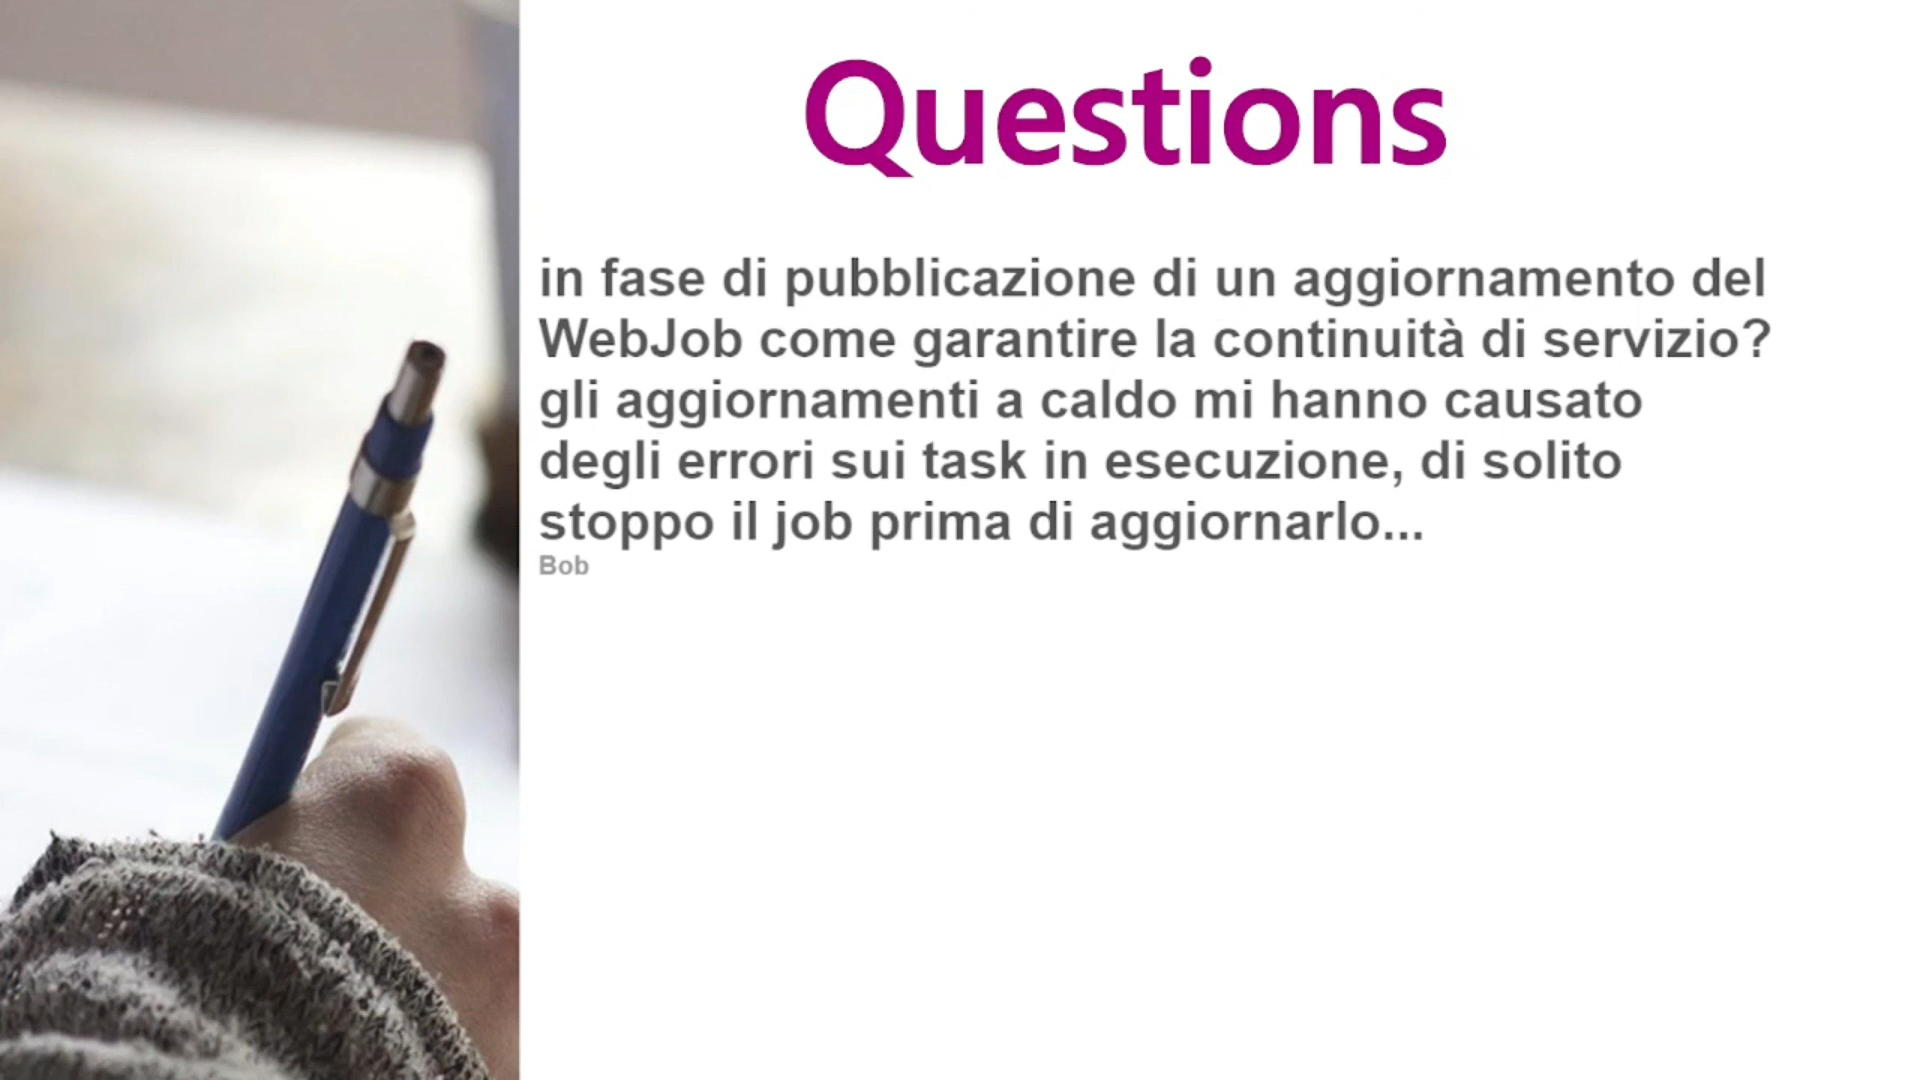 Questions
in fase di pubblicazione di un aggiornamento del
WebJob come garantire la continuità di servizio?
gli aggiornamenti a caldo mi hanno causato
degli errori sui task in esecuzione, di solito
stoppo il job prima di aggiornarlo...
Bob